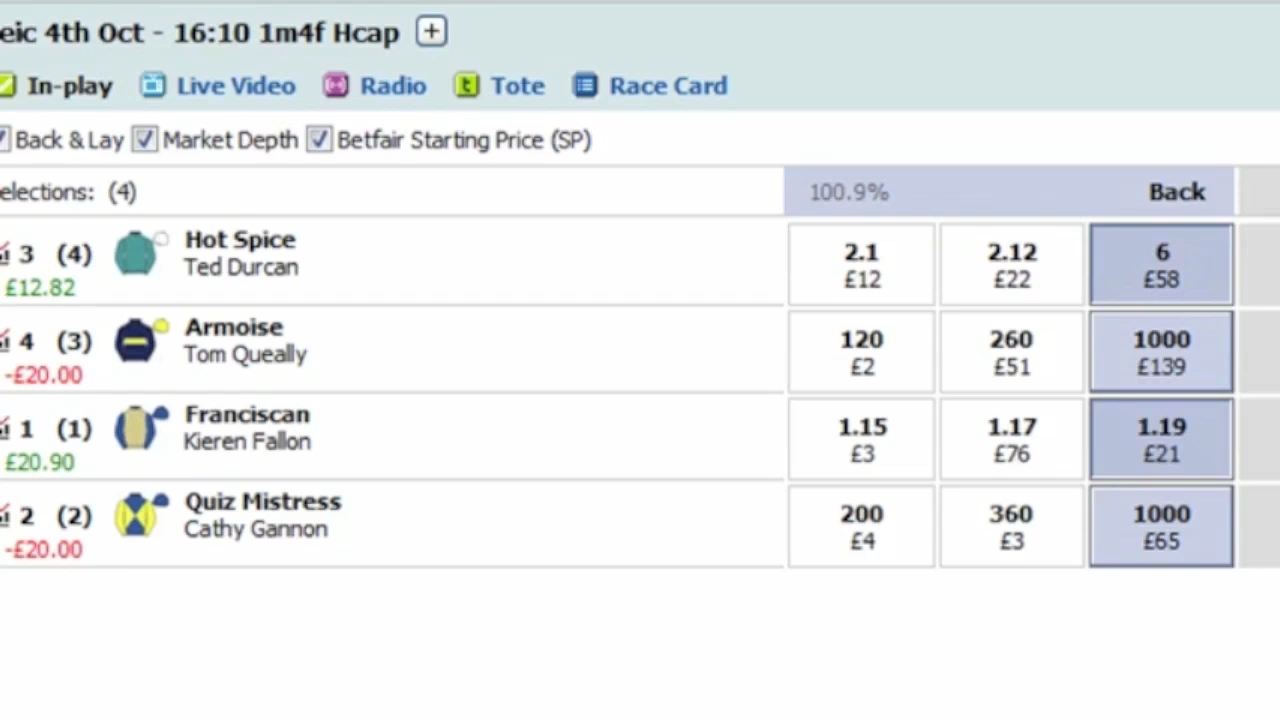 eic 4th Oct - 16:10 1m4f Hcap +
In-play Live Video Radio t Tote Race Card
Back & Lay Market Depth Betfair Starting Price (SP)
elections: (4) 100.9% Back
3 (4) Hot Spice 2.1 2.12 6
£12.82 Ted Durcan £12 £22 £58
4 (3) Armoise 120 260 1000
-£20.00 Tom Queally £2 £51 £139
1 (1) Franciscan 1.15 1.17 1.19
£20.90 Kieren Fallon £3 £76 £21
2 (2) Quiz Mistress 200 360 1000
-£20.00 Cathy Gannon £4 £3 £65